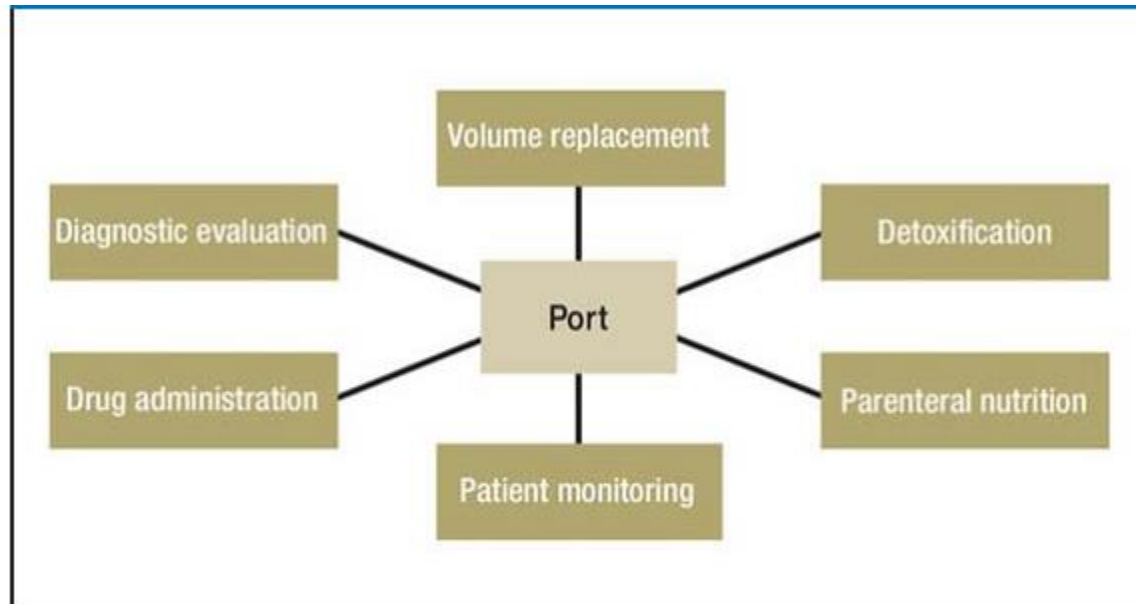 Volume replacement
Diagnostic evaluation
Detoxification
Port
Drug administration
Parenteral nutrition
Patient monitoring